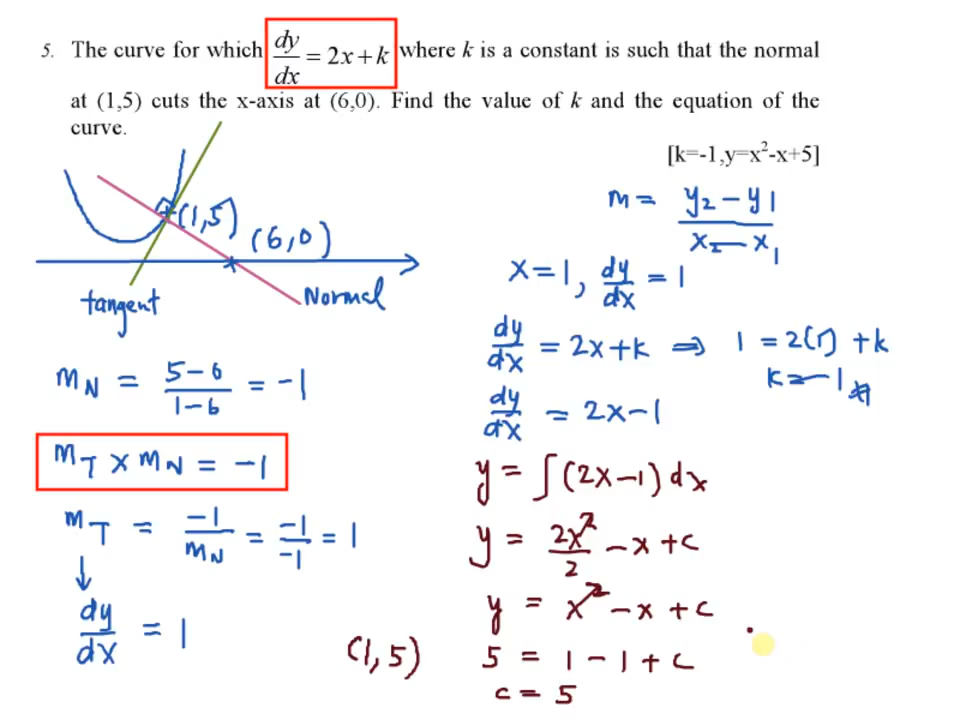 5. The curve for which dy/dx = 2x + k where k is a constant is such that the normal
at (1,5) cuts the x-axis at (6,0). Find the value of k and the equation of the
curve.
[k=-1,y=x²-x+5]
(1,5)
(6,0)
tangent
Normal
m = (y₂ - y₁)/(x₂ - x₁)
x = 1, dy/dx = 1
dy/dx = 2x + k ⇒ 1 = 2(1) + k
k = -1
dy/dx = 2x - 1
m_N = (5-0)/(1-6) = -1
m_T × m_N = -1
m_T = -1/m_N = -1/-1 = 1
↓
dy/dx = 1
y = ∫(2x-1) dx
y = 2x²/2 - x + c
y = x² - x + c
(1,5) 5 = 1 - 1 + c
c = 5